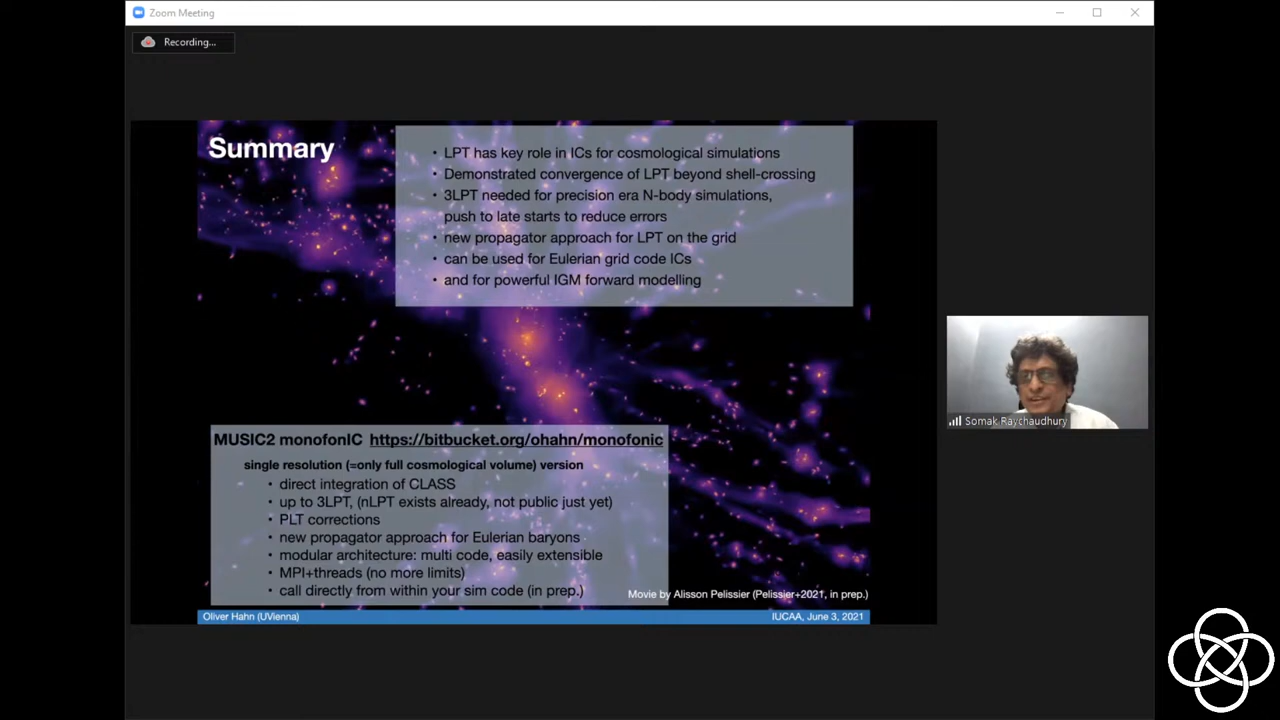 Zoom Meeting
Recording...
Summary
• LPT has key role in ICs for cosmological simulations
• Demonstrated convergence of LPT beyond shell-crossing
• 3LPT needed for precision era N-body simulations,
push to late starts to reduce errors
• new propagator approach for LPT on the grid
• can be used for Eulerian grid code ICs
• and for powerful IGM forward modelling
Somak Raychaudhury
MUSIC2 monofonIC https://bitbucket.org/ohahn/monofonic
single resolution (=only full cosmological volume) version
• direct integration of CLASS
• up to 3LPT, (nLPT exists already, not public just yet)
• PLT corrections
• new propagator approach for Eulerian baryons
• modular architecture: multi code, easily extensible
• MPI+threads (no more limits)
• call directly from within your sim code (in prep.)
Movie by Alisson Pelissier (Pelissier+2021, in prep.)
Oliver Hahn (UVienna)
IUCAA, June 3, 2021